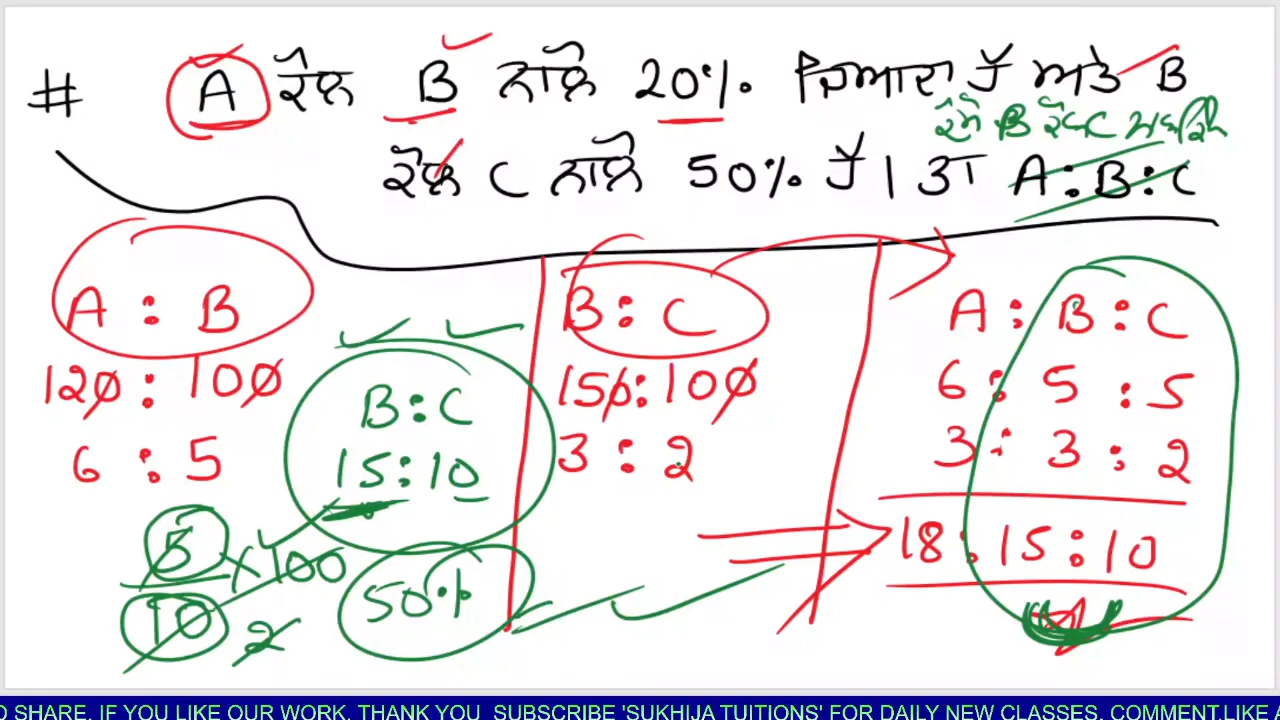 # A ਕੋਲ B ਨਾਲੋਂ 20% ਜ਼ਿਆਦਾ ਹੈ ਅਤੇ B
ਕੋਲ C ਨਾਲੋਂ 50% ਹੈ। ਤਾਂ A:B:C
B C
A : B
120 : 100
6 : 5
B:C
15:10
5/10 × 100
2
50%
B : C
150:100
3 : 2
A : B : C
6 : 5 : 5
3 : 3 : 2
18:15:10
SHARE. IF YOU LIKE OUR WORK. THANK YOU SUBSCRIBE 'SUKHIJA TUITIONS' FOR DAILY NEW CLASSES. COMMENT.LIKE